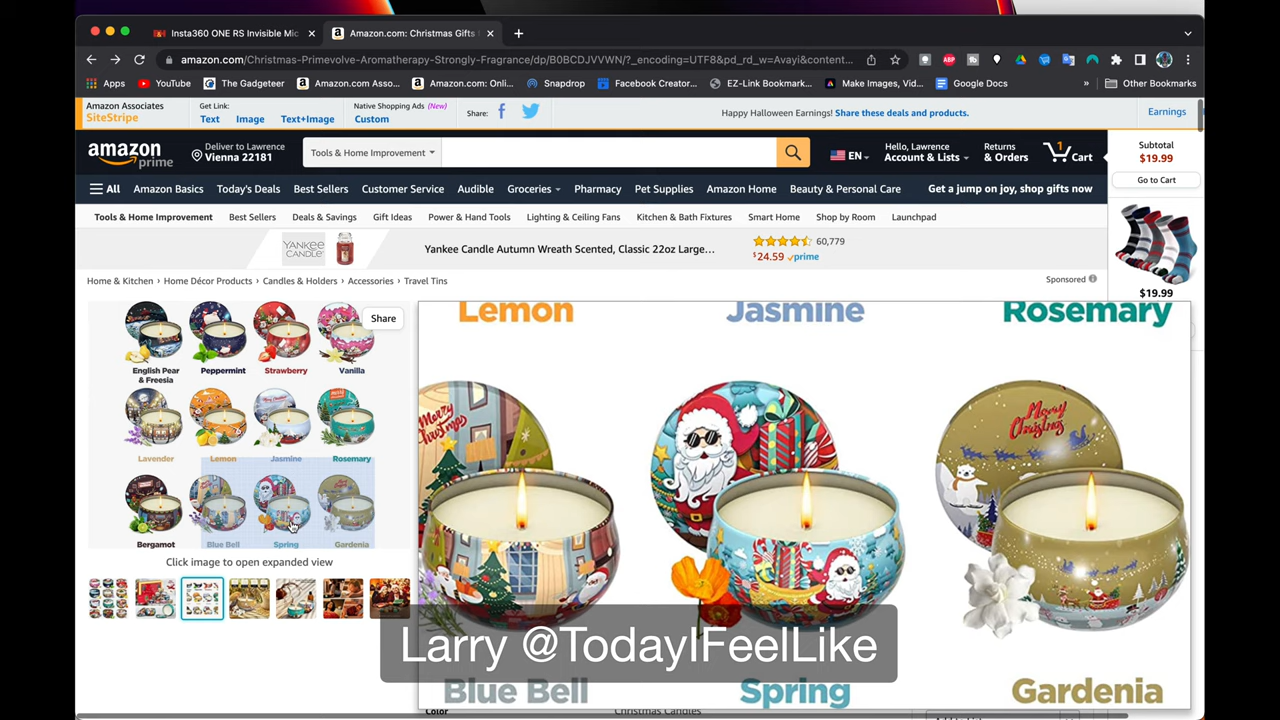 Insta360 ONE RS Invisible Mic
Amazon.com: Christmas Gifts
amazon.com/Christmas-Primevolve-Aromatherapy-Strongly-Fragrance/dp/B0BCDJVVWN/?_encoding=UTF8&pd_rd_w=Avayi&content...
Apps YouTube The Gadgeteer Amazon.com Ass... Amazon.com: Onli... Snapdrop Facebook Creator... EZ-Link Bookmark... Make Images, Vid... Google Docs » Other Bookmarks
Amazon Associates
SiteStripe
Get Link:
Text Image Text+Image
Native Shopping Ads (New)
Custom
Share:
Happy Halloween Earnings! Share these deals and products.
Earnings
amazon
prime
Deliver to Lawrence
Vienna 22181
Tools & Home Improvement
EN
Hello, Lawrence
Account & Lists
Returns
& Orders
1
Cart
Subtotal
$19.99
Go to Cart
All Amazon Basics Today's Deals Best Sellers Customer Service Audible Groceries Pharmacy Pet Supplies Amazon Home Beauty & Personal Care Get a jump on joy, shop gifts now
Tools & Home Improvement Best Sellers Deals & Savings Gift Ideas Power & Hand Tools Lighting & Ceiling Fans Kitchen & Bath Fixtures Smart Home Shop by Room Launchpad
YANKEE
CANDLE
Yankee Candle Autumn Wreath Scented, Classic 22oz Large...
60,779
$24.59 prime
Home & Kitchen › Home Décor Products › Candles & Holders › Accessories › Travel Tins
Sponsored
$19.99
Share
English Pear
& Freesia
Peppermint
Strawberry
Vanilla
Lavender
Lemon
Jasmine
Rosemary
Bergamot
Blue Bell
Spring
Gardenia
Click image to open expanded view
Lemon
Jasmine
Rosemary
Merry
Christmas
Merry
Christmas
Blue Bell
Spring
Gardenia
Larry @TodayIFeelLike
Color
Christmas Candles